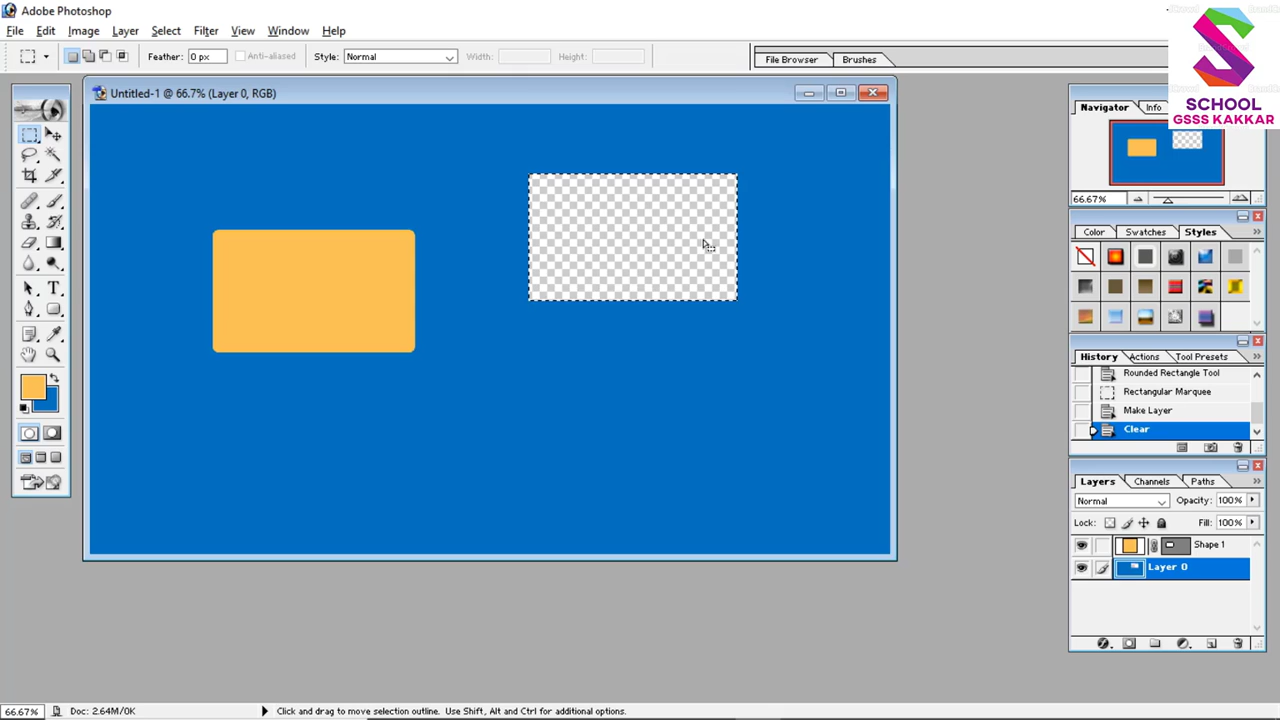 Adobe Photoshop
File Edit Image Layer Select Filter View Window Help
Feather: 0 px Anti-aliased Style: Normal Width: Height: File Browser Brushes
SCHOOL
GSSS KAKKAR
Untitled-1 @ 66.7% (Layer 0, RGB)
Navigator Info
66.67%
Color Swatches Styles
History Actions Tool Presets
Rounded Rectangle Tool
Rectangular Marquee
Make Layer
Clear
Layers Channels Paths
Normal Opacity: 100%
Lock: Fill: 100%
Shape 1
Layer 0
66.67% Doc: 2.64M/0K Click and drag to move selection outline. Use Shift, Alt and Ctrl for additional options.